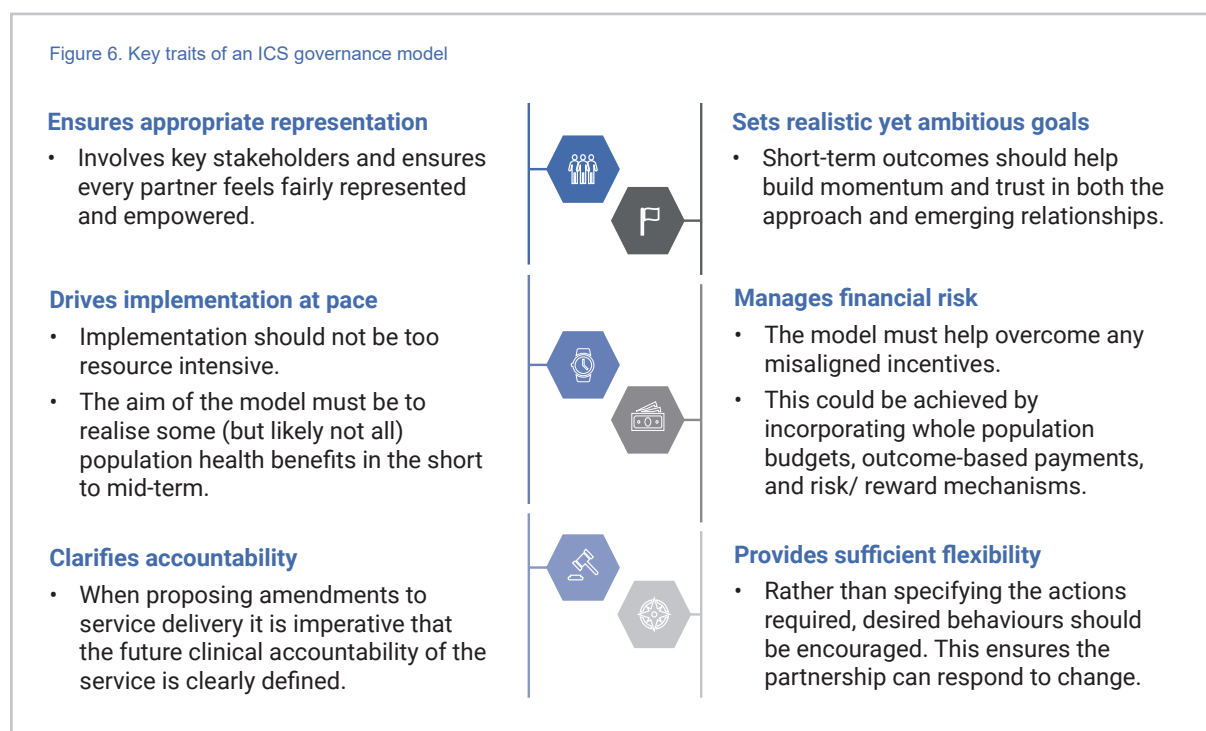 Figure 6. Key traits of an ICS governance model
Ensures appropriate representation
• Involves key stakeholders and ensures
every partner feels fairly represented
and empowered.
Drives implementation at pace
• Implementation should not be too
resource intensive.
• The aim of the model must be to
realise some (but likely not all)
population health benefits in the short
to mid-term.
Clarifies accountability
• When proposing amendments to
service delivery it is imperative that
the future clinical accountability of the
service is clearly defined.
Sets realistic yet ambitious goals
• Short-term outcomes should help
build momentum and trust in both the
approach and emerging relationships.
Manages financial risk
• The model must help overcome any
misaligned incentives.
• This could be achieved by
incorporating whole population
budgets, outcome-based payments,
and risk/ reward mechanisms.
Provides sufficient flexibility
• Rather than specifying the actions
required, desired behaviours should
be encouraged. This ensures the
partnership can respond to change.